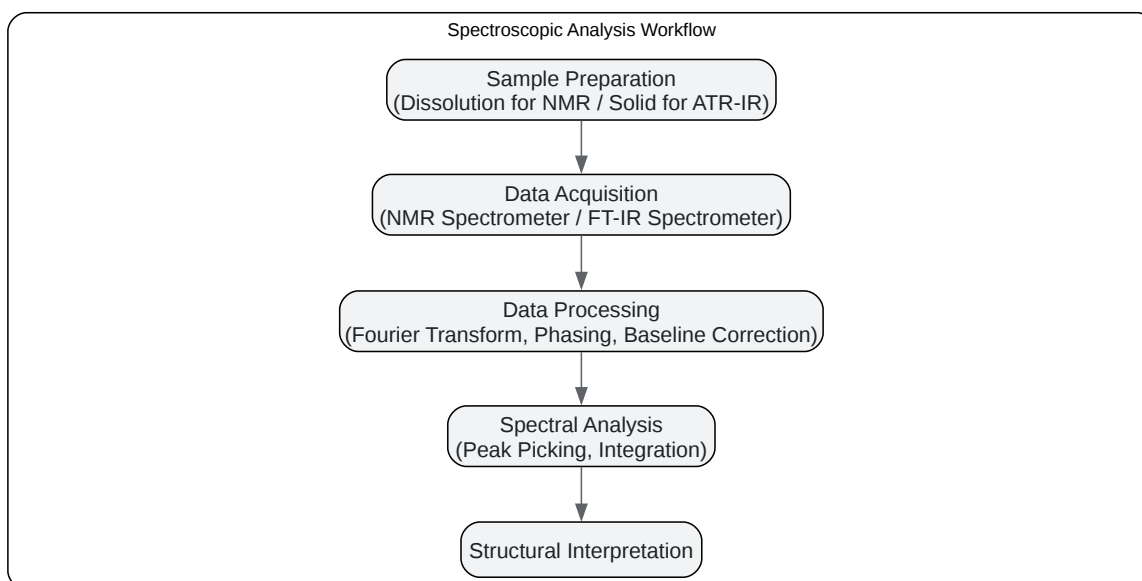 Spectroscopic Analysis Workflow
Sample Preparation
(Dissolution for NMR / Solid for ATR-IR)
Data Acquisition
(NMR Spectrometer / FT-IR Spectrometer)
Data Processing
(Fourier Transform, Phasing, Baseline Correction)
Spectral Analysis
(Peak Picking, Integration)
Structural Interpretation